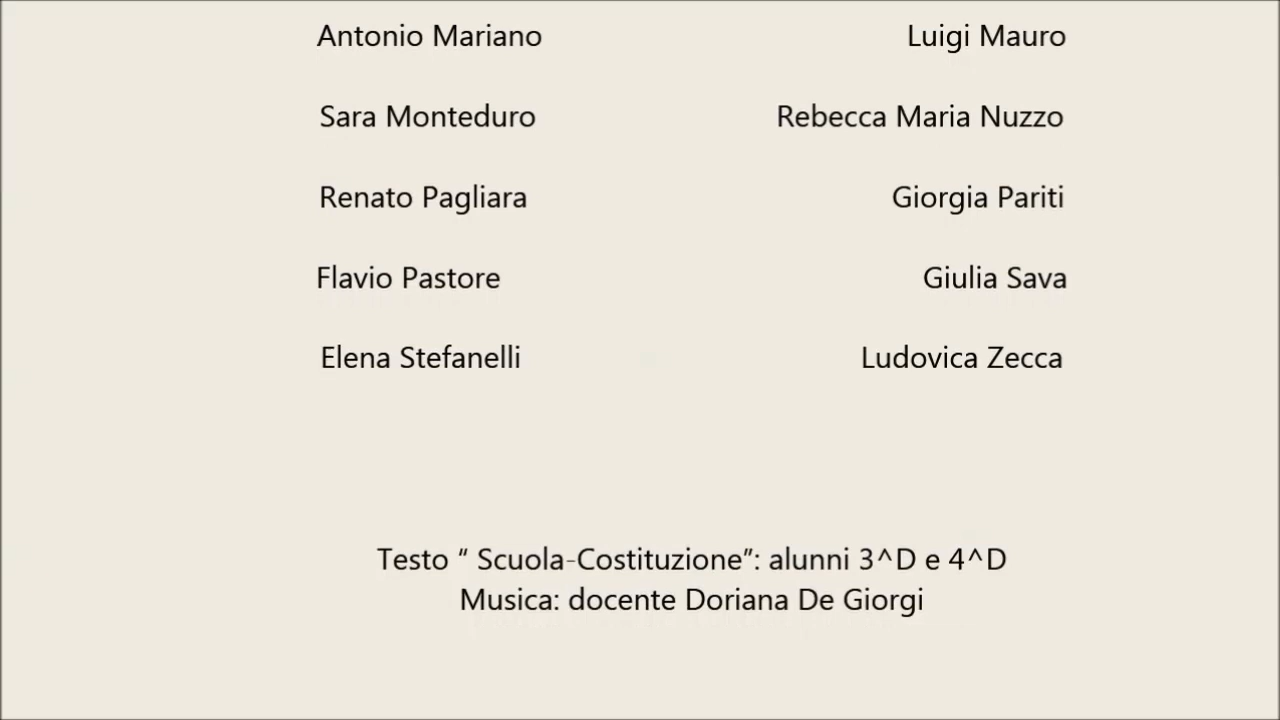 Antonio Mariano Luigi Mauro
Sara Monteduro Rebecca Maria Nuzzo
Renato Pagliara Giorgia Pariti
Flavio Pastore Giulia Sava
Elena Stefanelli Ludovica Zecca
Testo “ Scuola-Costituzione”: alunni 3^D e 4^D
Musica: docente Doriana De Giorgi